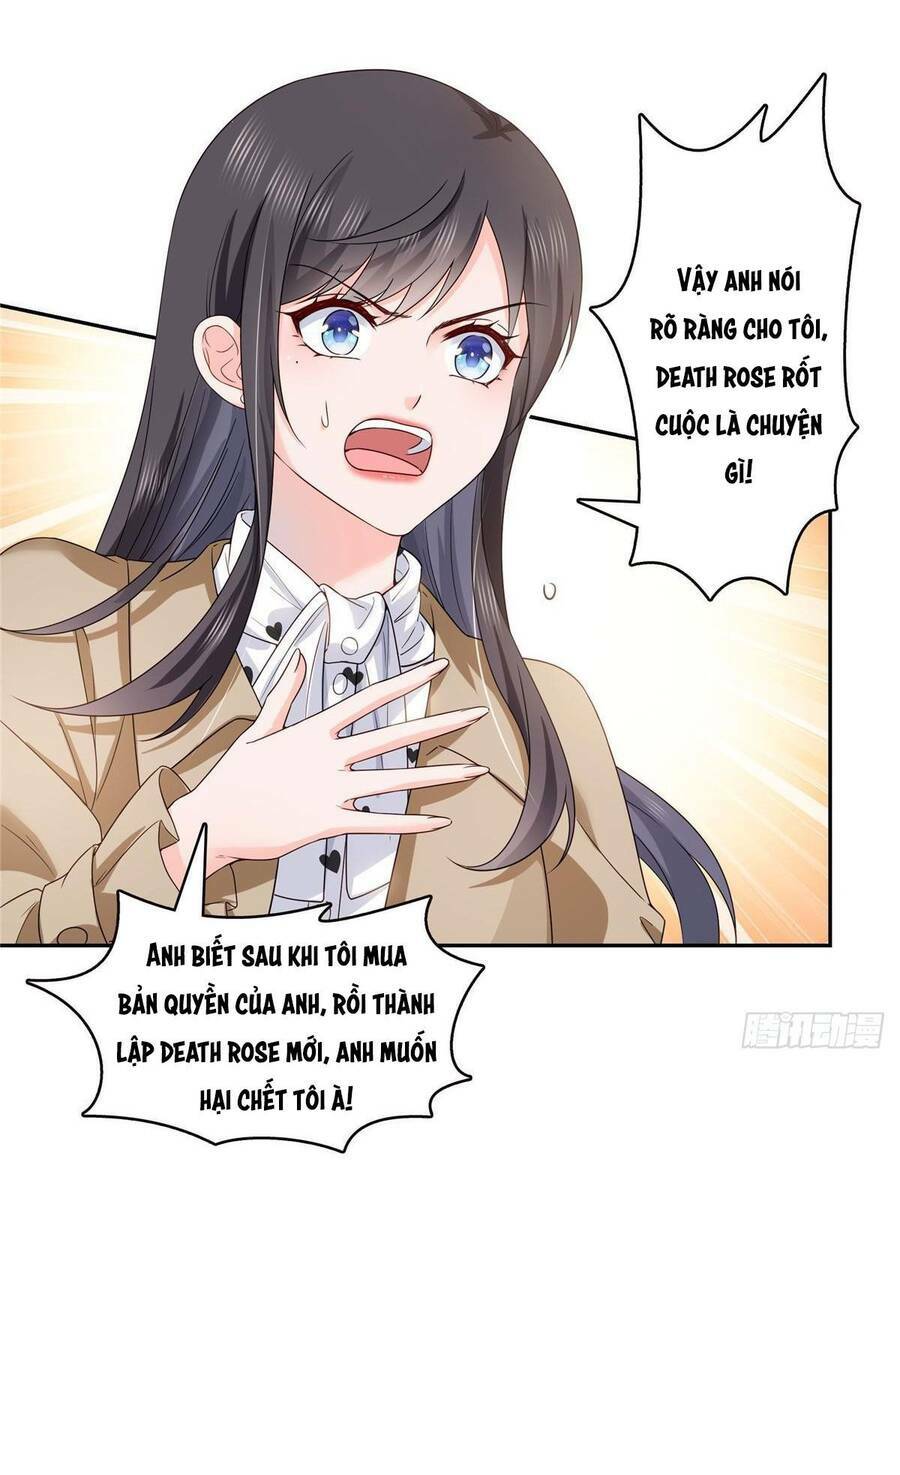 VẬY ANH NÓI
RÕ RÀNG CHO TÔI,
DEATH ROSE RỐT
CUỘC LÀ CHUYỆN
GÌ!
ANH BIẾT SAU KHI TÔI MUA
BẢN QUYỀN CỦA ANH, RỒI THÀNH
LẬP DEATH ROSE MỚI, ANH MUỐN
HẠI CHẾT TÔI À!
腾讯动漫